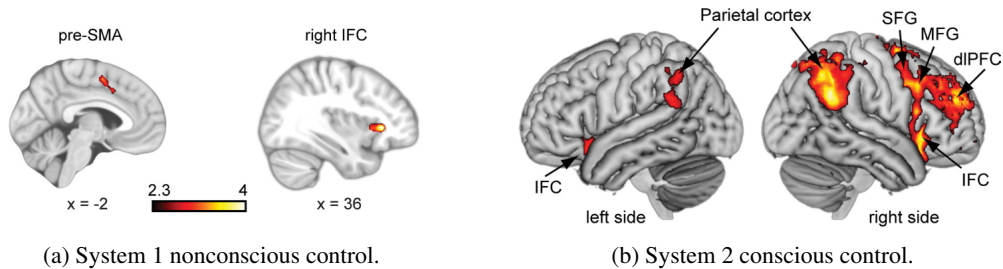 pre-SMA
right IFC
2.3
4
x = -2
x = 36
Parietal cortex
SFG
MFG
dlPFC
IFC
IFC
left side
right side
(a) System 1 nonconscious control.
(b) System 2 conscious control.